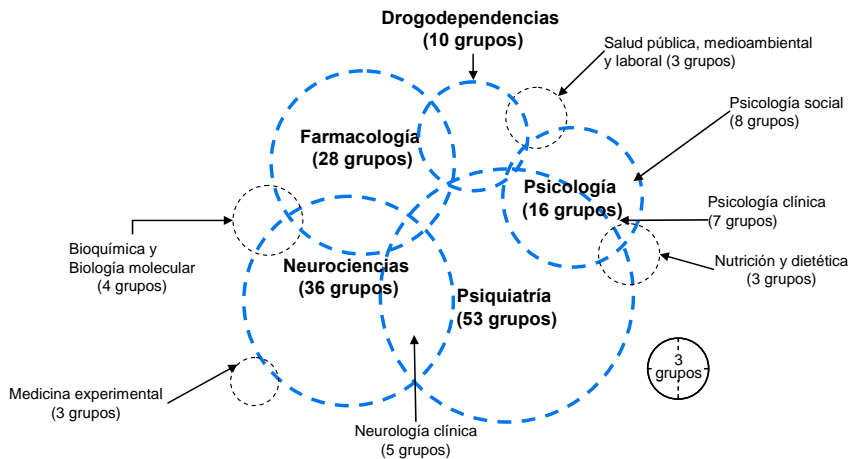 Drogodependencias
(10 grupos)
Salud pública, medioambiental
y laboral (3 grupos)
Psicología social
(8 grupos)
Farmacología
(28 grupos)
Psicología
(16 grupos)
Psicología clínica
(7 grupos)
Bioquímica y
Biología molecular
(4 grupos)
Neurociencias
(36 grupos)
Psiquiatría
(53 grupos)
Nutrición y dietética
(3 grupos)
3
grupos
Medicina experimental
(3 grupos)
Neurología clínica
(5 grupos)